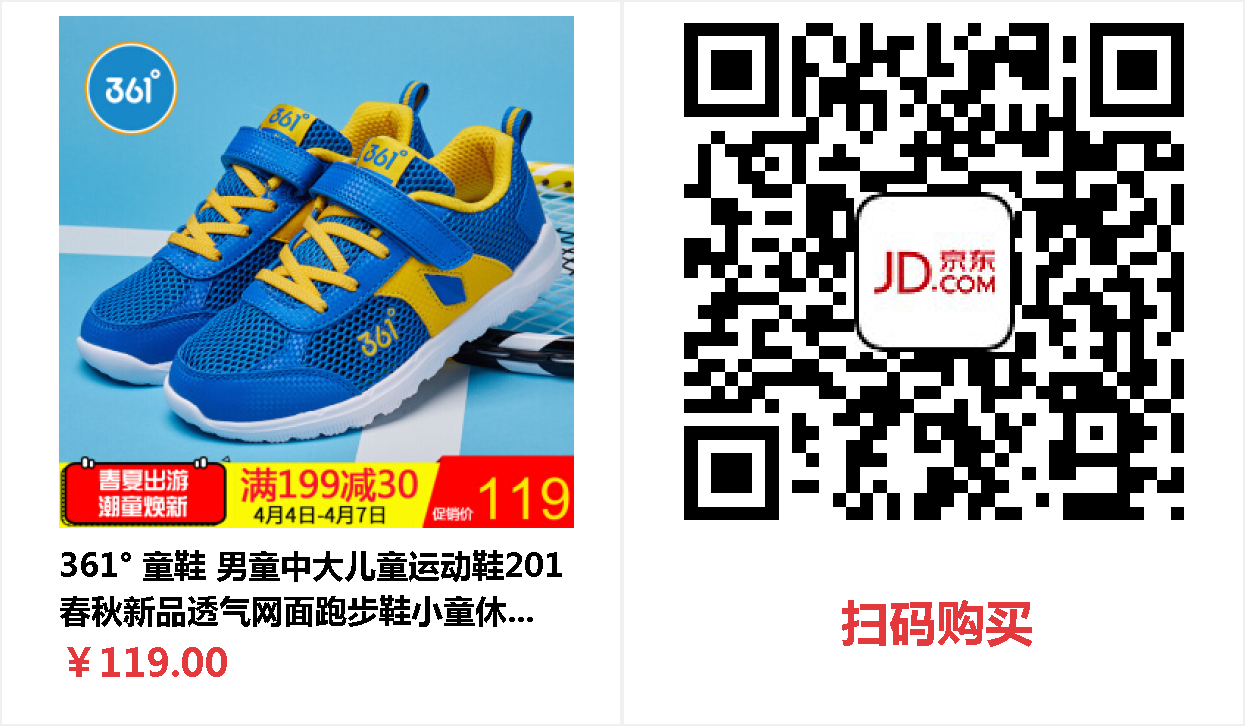 361°
361°
361°
361°
春夏出游
潮童焕新
满199减30
4月4日-4月7日
促销价 119
361° 童鞋 男童中大儿童运动鞋201
春秋新品透气网面跑步鞋小童休...
￥119.00
JD.京东
.COM
扫码购买